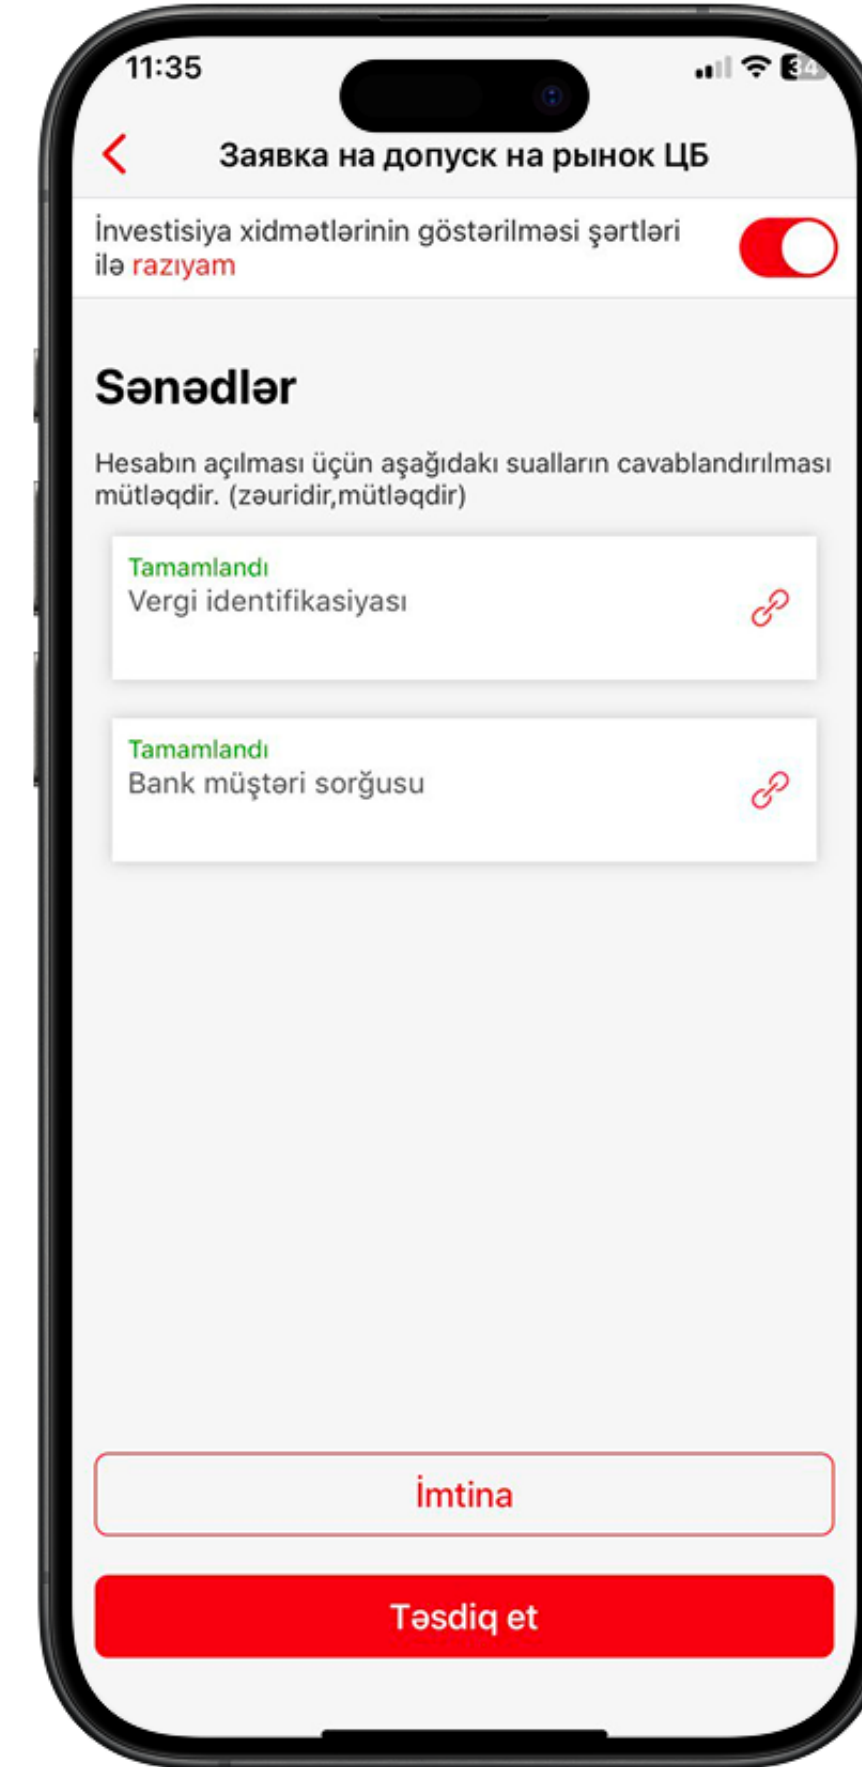 11:35
34
Заявка на допуск на рынок ЦБ
İnvestisiya xidmətlərinin göstərilməsi şərtləri
ilə razıyam
Sənədlər
Hesabın açılması üçün aşağıdakı sualların cavablandırılması
mütləqdir. (zəuridir,mütləqdir)
Tamamlandı
Vergi identifikasiyası
Tamamlandı
Bank müştəri sorğusu
İmtina
Təsdiq et